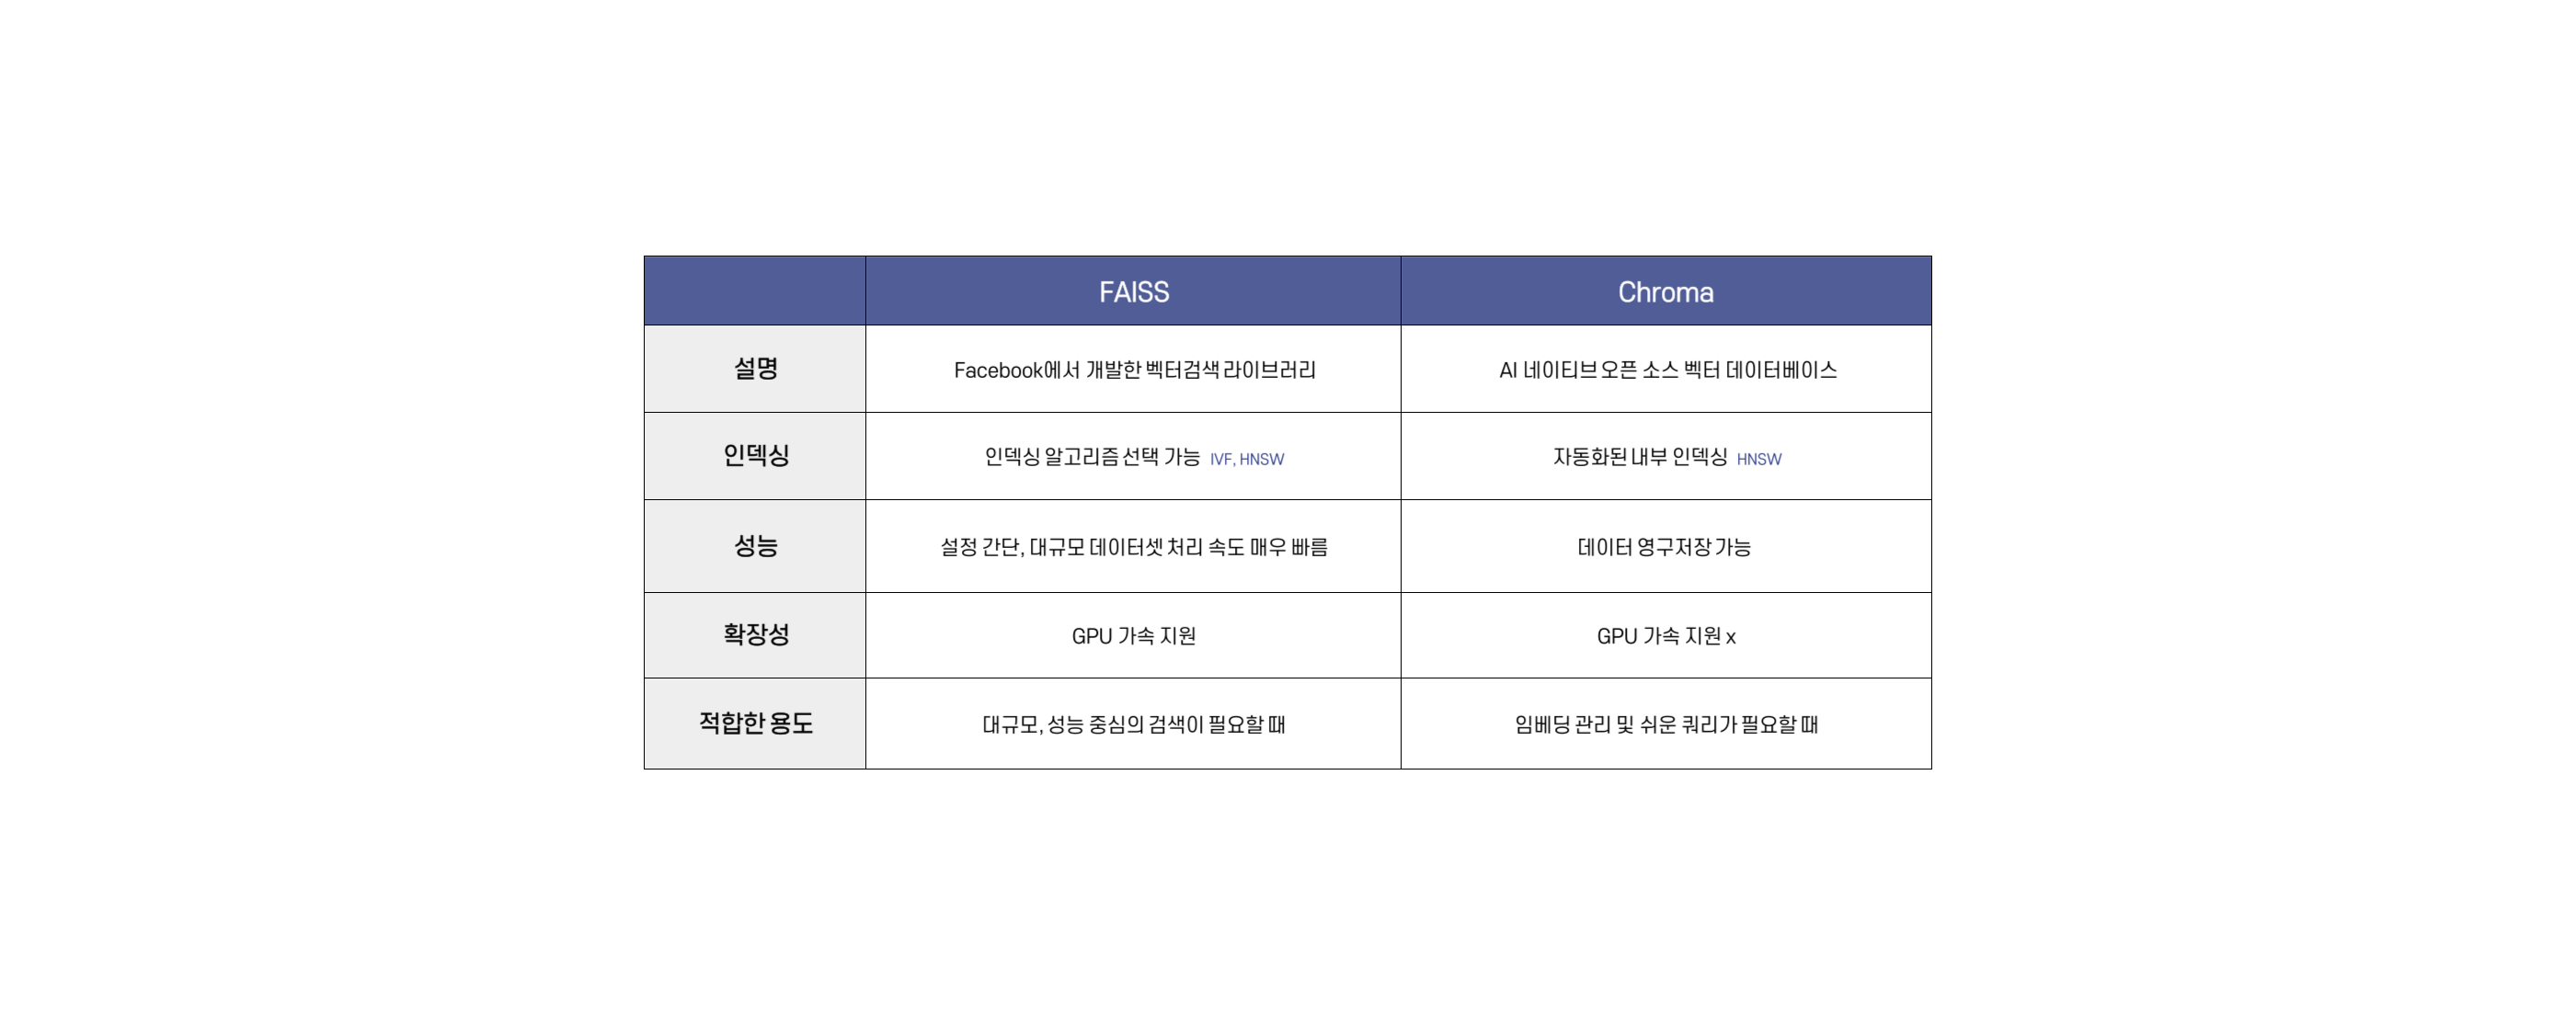 FAISS
Chroma
설명
Facebook에서 개발한 벡터검색 라이브러리
AI 네이티브 오픈 소스 벡터 데이터베이스
인덱싱
인덱싱 알고리즘 선택 가능 IVF, HNSW
자동화된 내부 인덱싱 HNSW
성능
설정 간단, 대규모 데이터셋 처리 속도 매우 빠름
데이터 영구저장 가능
확장성
GPU 가속 지원
GPU 가속 지원 x
적합한 용도
대규모, 성능 중심의 검색이 필요할 때
임베딩 관리 및 쉬운 쿼리가 필요할 때